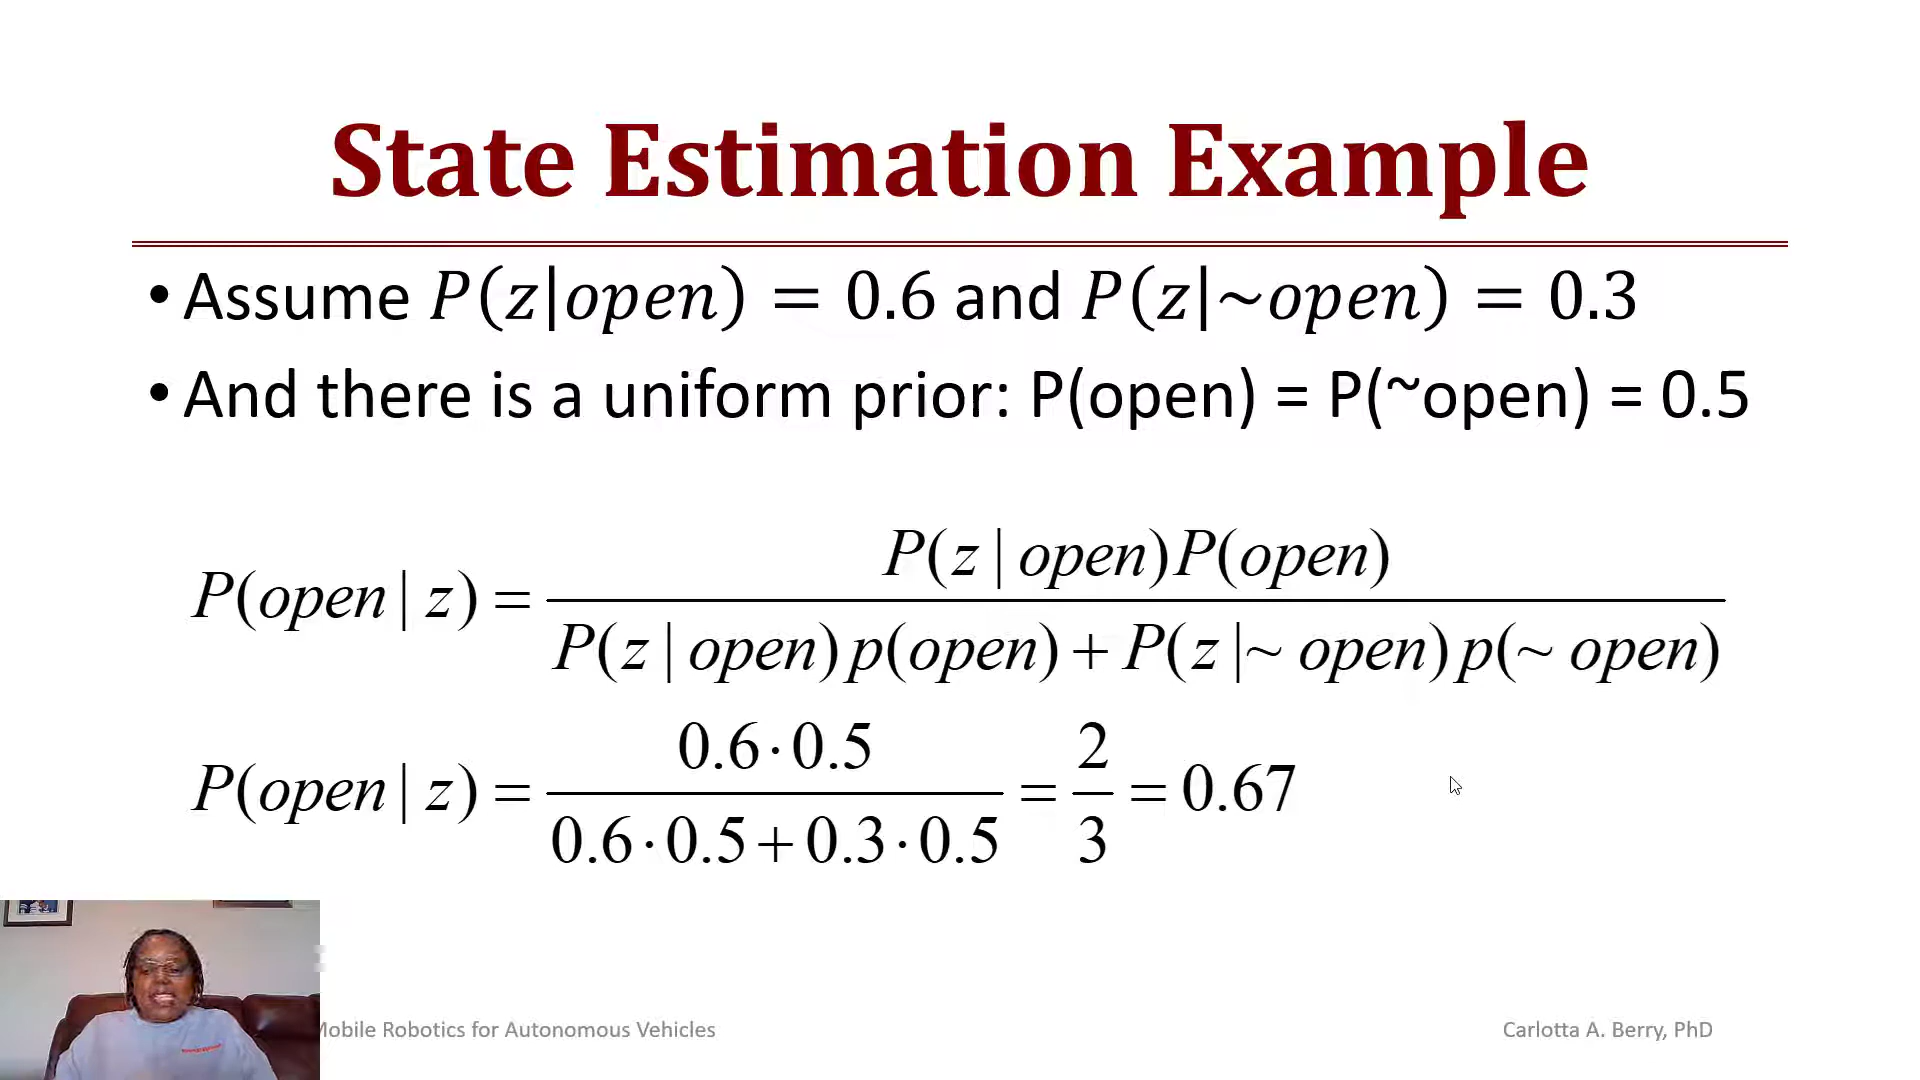 State Estimation Example
• Assume P(z|open) = 0.6 and P(z|~open) = 0.3
• And there is a uniform prior: P(open) = P(~open) = 0.5
P(open | z) = P(z | open)P(open) / P(z | open)p(open) + P(z |~ open)p(~ open)
P(open | z) = 0.6·0.5 / 0.6·0.5+0.3·0.5 = 2/3 = 0.67
Mobile Robotics for Autonomous Vehicles
Carlotta A. Berry, PhD